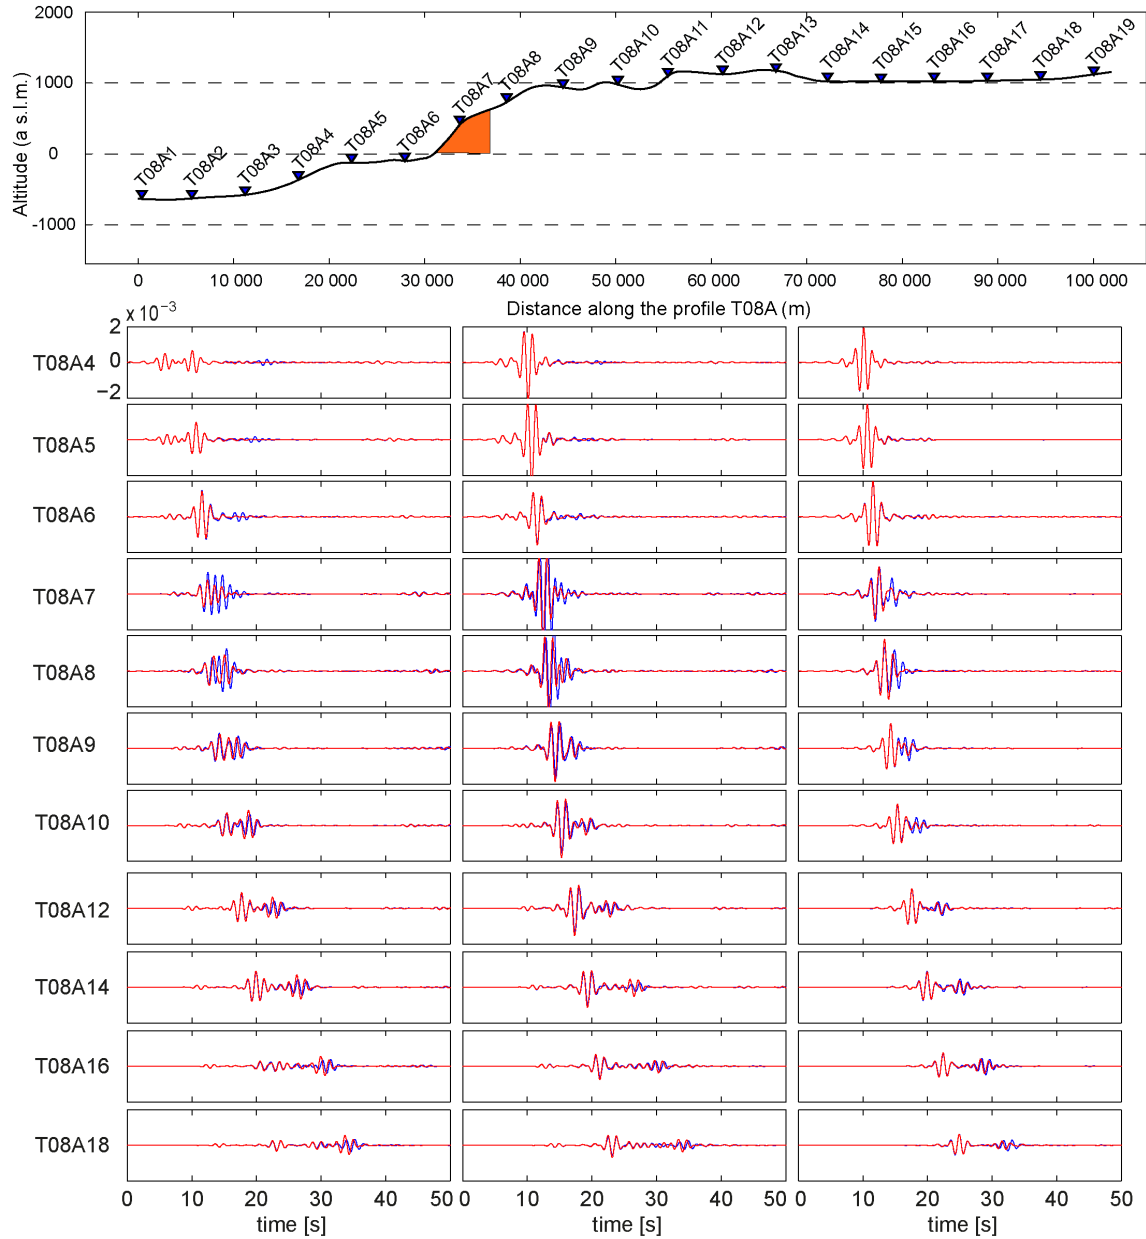 2000
1000
0
-1000
Altitude (a s.l.m.)
T08A1
T08A2
T08A3
T08A4
T08A5
T08A6
T08A7
T08A8
T08A9
T08A10
T08A11
T08A12
T08A13
T08A14
T08A15
T08A16
T08A17
T08A18
T08A19
0 10 000 20 000 30 000 40 000 50 000 60 000 70 000 80 000 90 000 100 000
Distance along the profile T08A (m)
x 10⁻³
2
0
−2
T08A4
T08A5
T08A6
T08A7
T08A8
T08A9
T08A10
T08A12
T08A14
T08A16
T08A18
0 10 20 30 40 50 0 10 20 30 40 50 0 10 20 30 40 50
time [s] time [s] time [s]